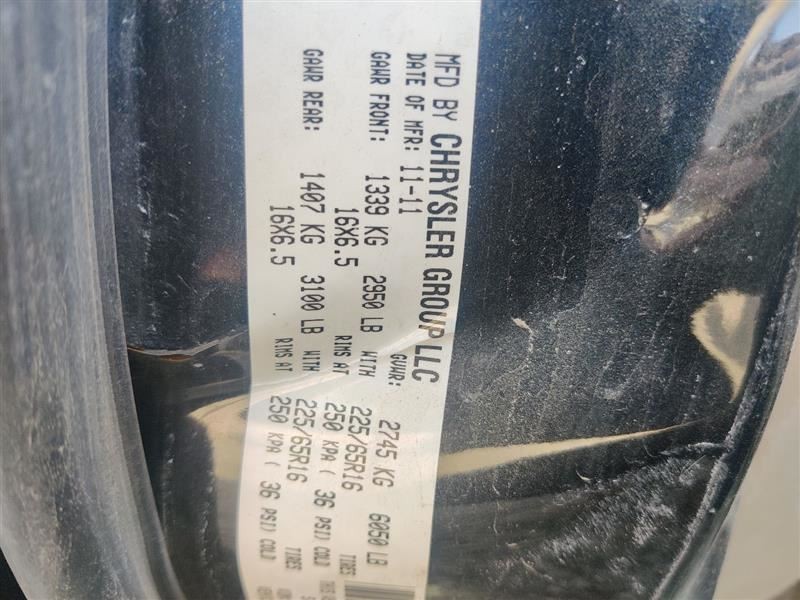 MFD BY CHRYSLER GROUP LLC
DATE OF MFR: 11-11 GVWR: 2745 KG 6050 LB
GAWR FRONT: 1339 KG 2950 LB WITH 225/65R16 TIRES
16X6.5 RIMS AT 250 KPA ( 36 PSI) COLD
GAWR REAR: 1407 KG 3100 LB WITH 225/65R16 TIRES
16X6.5 RIMS AT 250 KPA ( 36 PSI) COLD